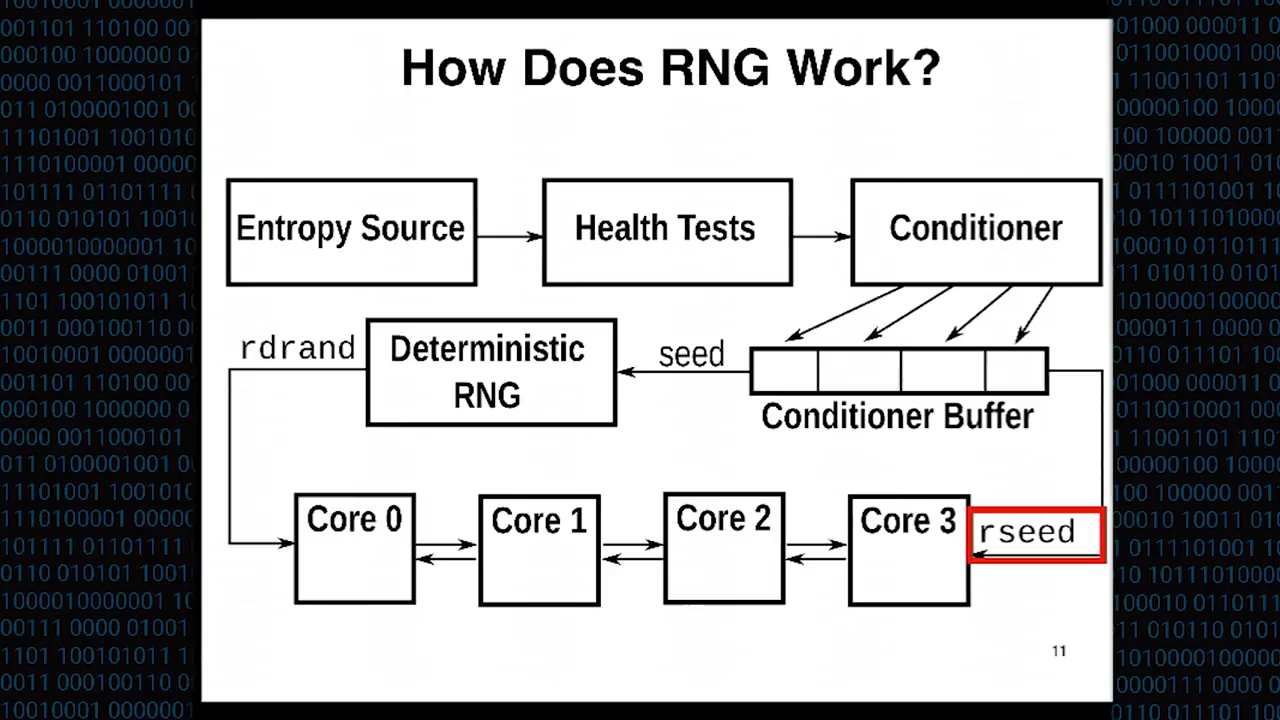 How Does RNG Work?
Entropy Source
Health Tests
Conditioner
rdrand
Deterministic
RNG
seed
Conditioner Buffer
Core 0
Core 1
Core 2
Core 3
rseed
11